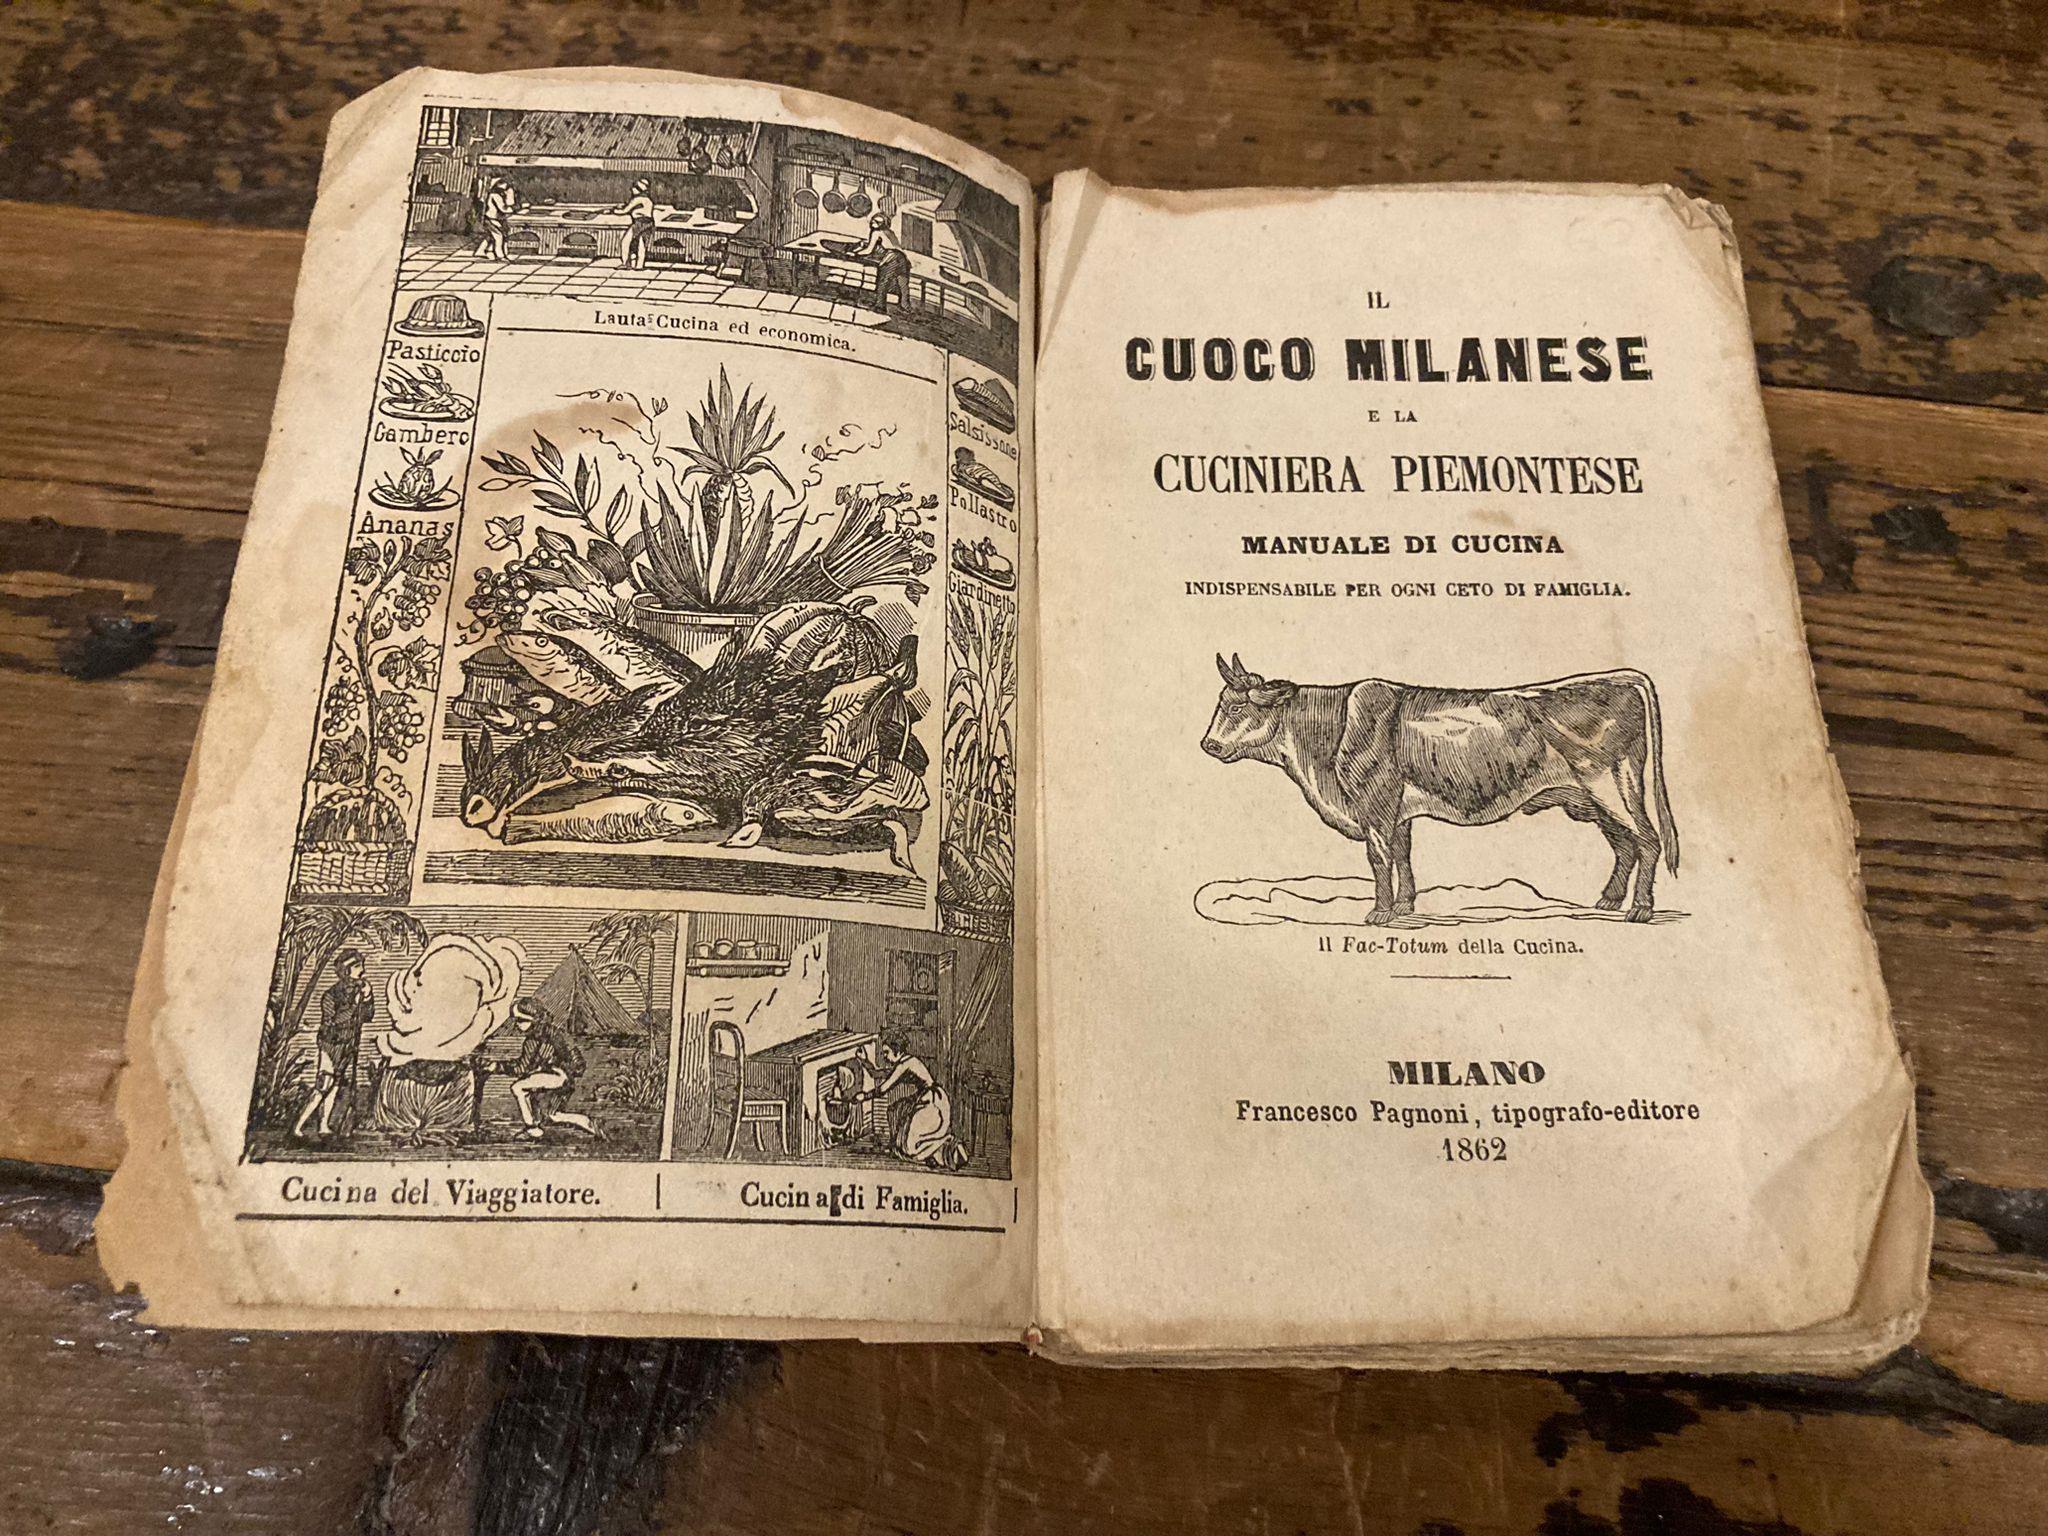 Lauta Cucina ed economica.
Pasticcio
Gambero
Ananas
Salsissone
Pollastro
Giardinetto
Cucina del Viaggiatore.
Cucina di Famiglia.
IL
CUOCO MILANESE
E LA
CUCINIERA PIEMONTESE
MANUALE DI CUCINA
INDISPENSABILE PER OGNI CETO DI FAMIGLIA.
Il Fac-Totum della Cucina.
MILANO
Francesco Pagnoni, tipografo-editore
1862